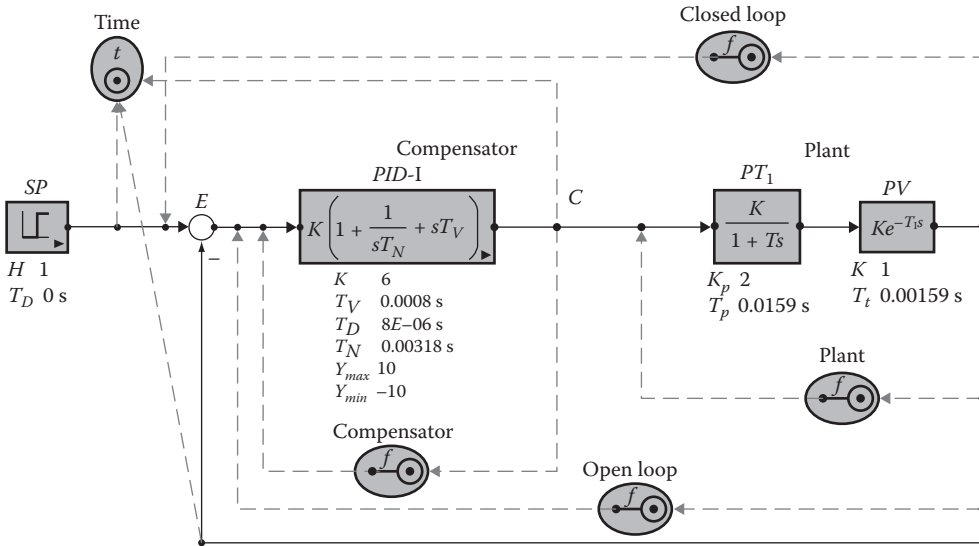 Closed loop
f
Time
t
Compensator
Plant
PID-I
SP
E
C
PT1
PV
K(1 + 1/sTN + sTV)
K/(1 + Ts)
Ke−T1s
–
H 1
TD 0 s
K 6
TV 0.0008 s
TD 8E–06 s
TN 0.00318 s
Ymax 10
Ymin –10
Kp 2
Tp 0.0159 s
K 1
Tt 0.00159 s
Plant
f
Compensator
f
Open loop
f